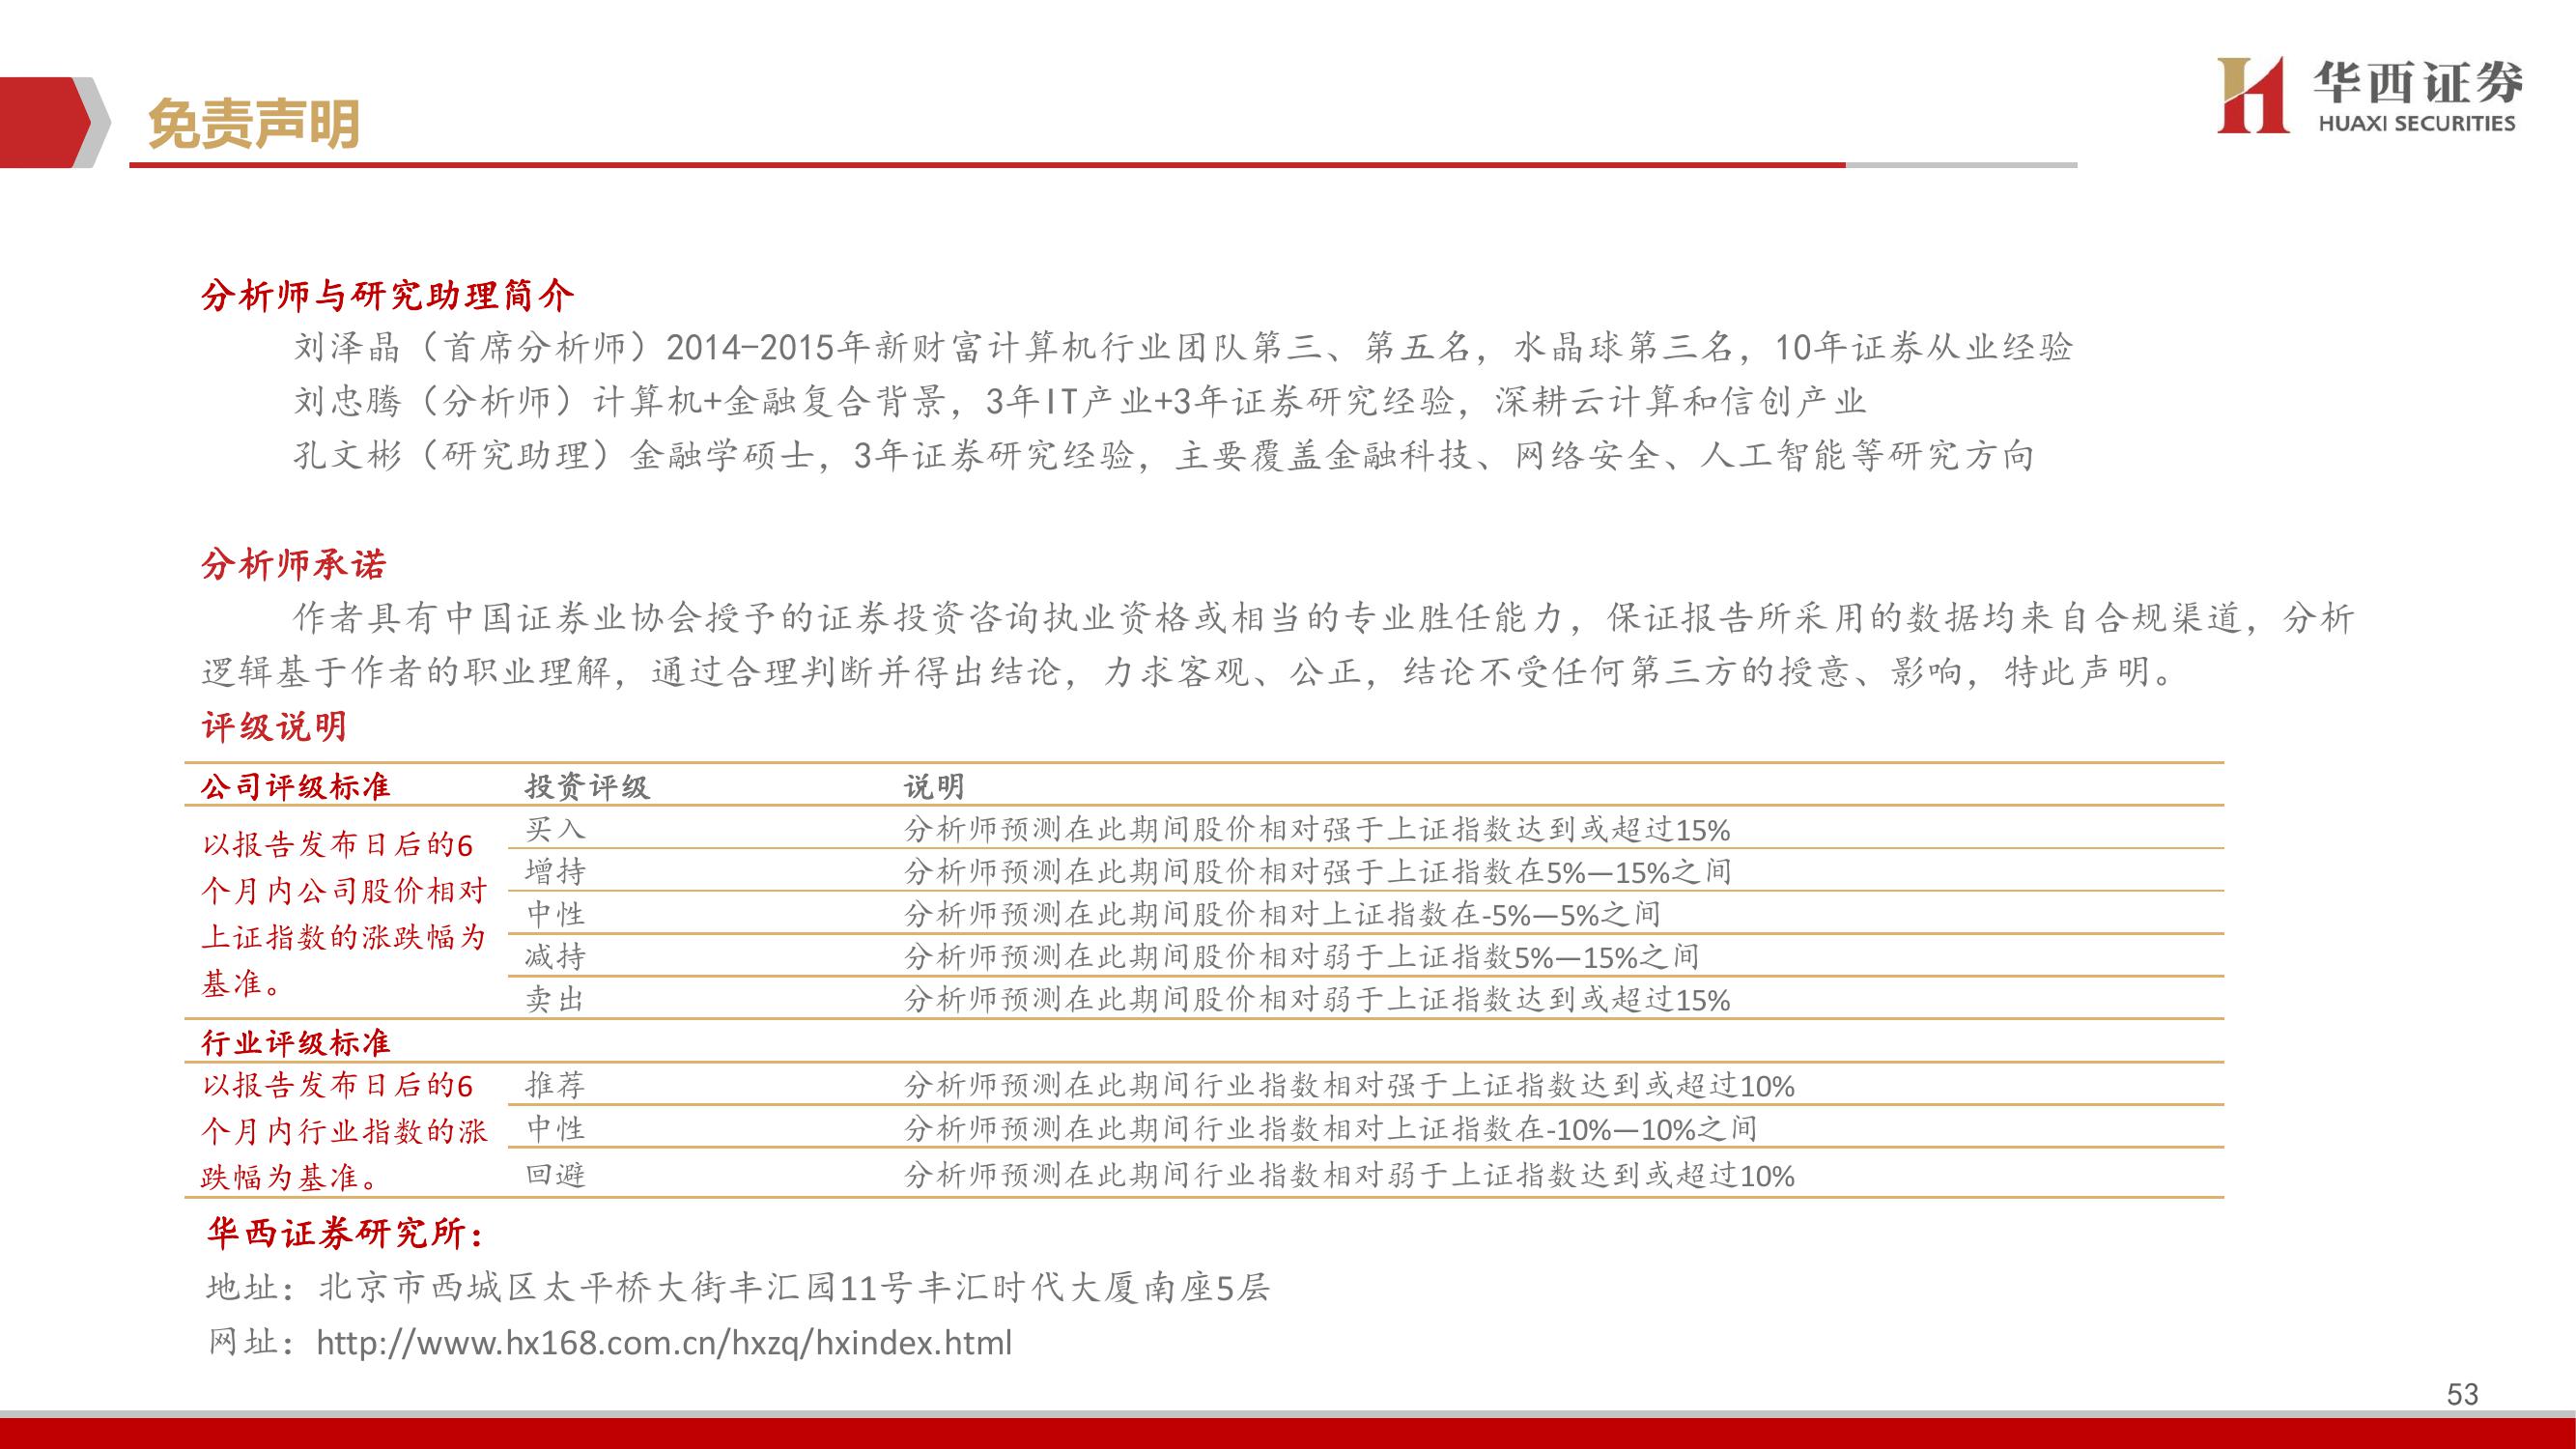 免责声明
华西证券
HUAXI SECURITIES
分析师与研究助理简介
刘泽晶（首席分析师）2014-2015年新财富计算机行业团队第三、第五名，水晶球第三名，10年证券从业经验
刘忠腾（分析师）计算机+金融复合背景，3年IT产业+3年证券研究经验，深耕云计算和信创产业
孔文彬（研究助理）金融学硕士，3年证券研究经验，主要覆盖金融科技、网络安全、人工智能等研究方向
分析师承诺
作者具有中国证券业协会授予的证券投资咨询执业资格或相当的专业胜任能力，保证报告所采用的数据均来自合规渠道，分析
逻辑基于作者的职业理解，通过合理判断并得出结论，力求客观、公正，结论不受任何第三方的授意、影响，特此声明。
评级说明
公司评级标准 投资评级 说明
以报告发布日后的6
个月内公司股价相对
上证指数的涨跌幅为
基准。
买入 分析师预测在此期间股价相对强于上证指数达到或超过15%
增持 分析师预测在此期间股价相对强于上证指数在5%—15%之间
中性 分析师预测在此期间股价相对上证指数在-5%—5%之间
减持 分析师预测在此期间股价相对弱于上证指数5%—15%之间
卖出 分析师预测在此期间股价相对弱于上证指数达到或超过15%
行业评级标准
以报告发布日后的6
个月内行业指数的涨
跌幅为基准。
推荐 分析师预测在此期间行业指数相对强于上证指数达到或超过10%
中性 分析师预测在此期间行业指数相对上证指数在-10%—10%之间
回避 分析师预测在此期间行业指数相对弱于上证指数达到或超过10%
华西证券研究所：
地址：北京市西城区太平桥大街丰汇园11号丰汇时代大厦南座5层
网址：http://www.hx168.com.cn/hxzq/hxindex.html
53